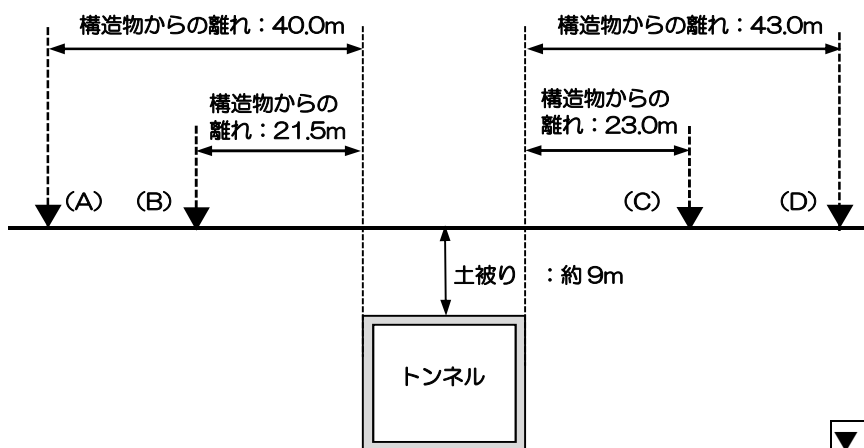 構造物からの離れ：40.0m
構造物からの離れ：43.0m
構造物からの
離れ：21.5m
構造物からの
離れ：23.0m
（A）
（B）
（C）
（D）
土被り ：約9m
トンネル